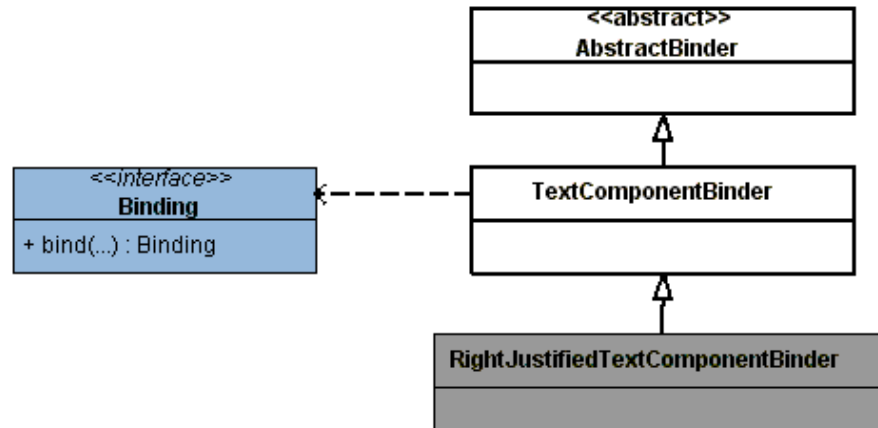 <<abstract>>
AbstractBinder
<<interface>>
Binding
+ bind(...) : Binding
TextComponentBinder
RightJustifiedTextComponentBinder